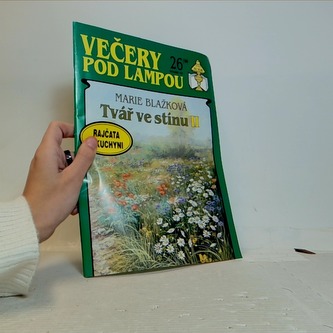 VEČERY
POD LAMPOU
26
MARIE BLAŽKOVÁ
Tvář ve stínu
RAJČATA
KUCHYNI